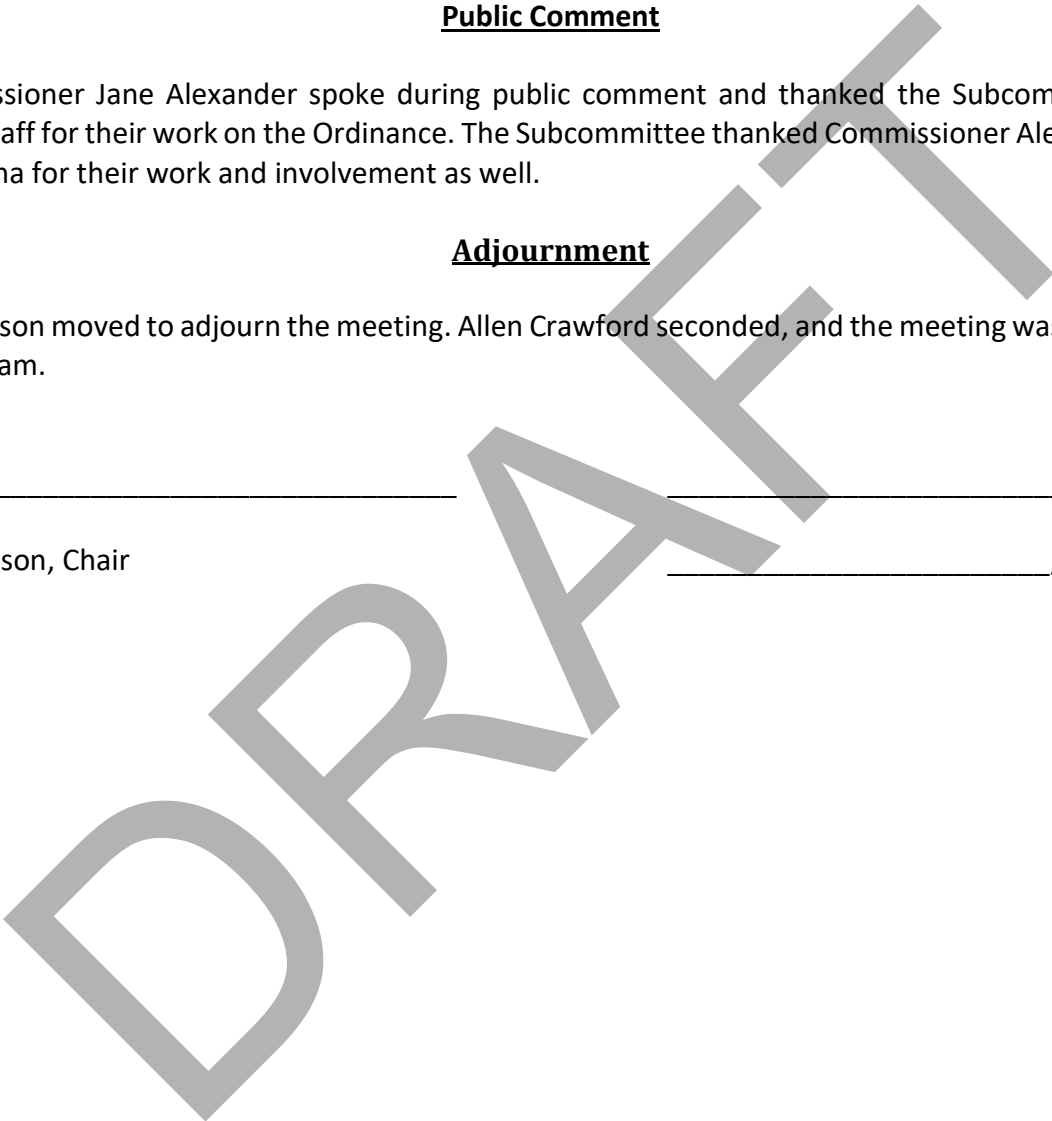 Public Comment
ssioner Jane Alexander spoke during public comment and thanked the Subcom
aff for their work on the Ordinance. The Subcommittee thanked Commissioner Ale
na for their work and involvement as well.
Adjournment
son moved to adjourn the meeting. Allen Crawford seconded, and the meeting was
am.
son, Chair
DRAFT